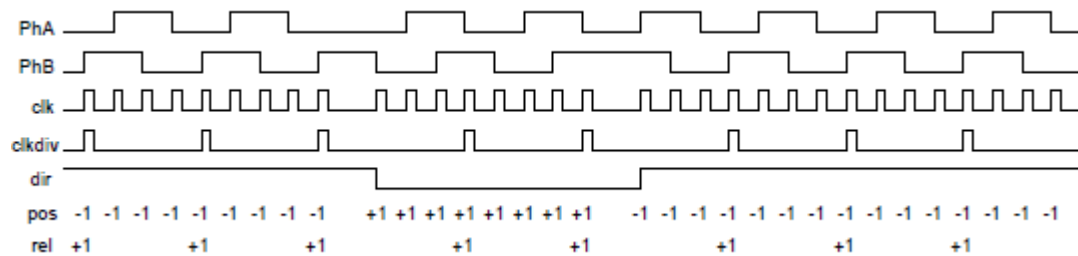 PhA
PhB
clk
clkdiv
dir
pos -1 -1 -1 -1 -1 -1 -1 -1 -1 +1 +1 +1 +1 +1 +1 +1 +1 -1 -1 -1 -1 -1 -1 -1 -1 -1 -1 -1 -1 -1 -1 -1
rel +1 +1 +1 +1 +1 +1 +1 +1